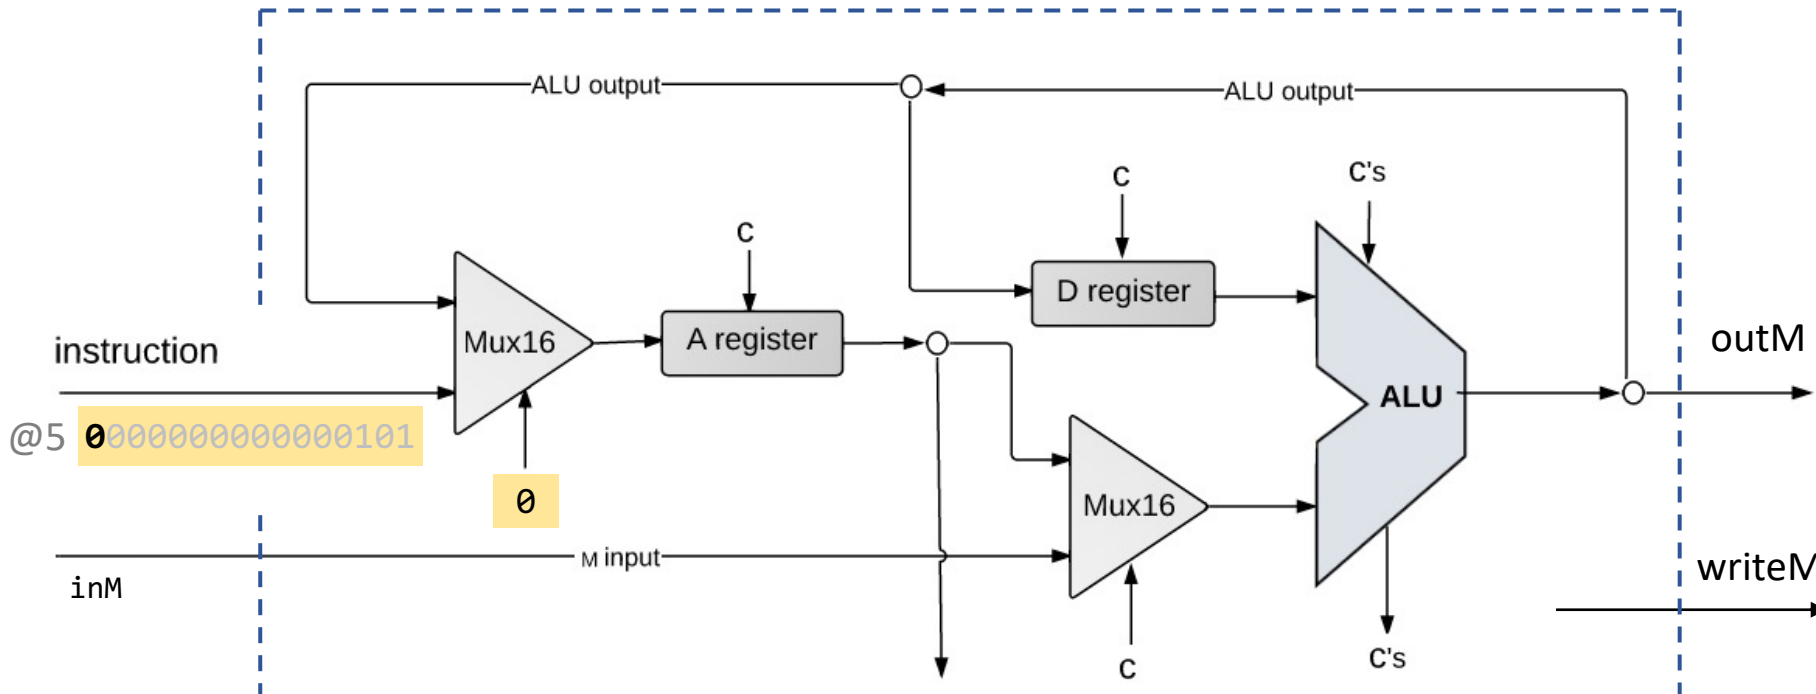 ALU output
ALU output
c
c's
c
D register
instruction
Mux16
A register
outM
ALU
@5 0000000000000101
0
Mux16
M input
inM
writeM
c
c's